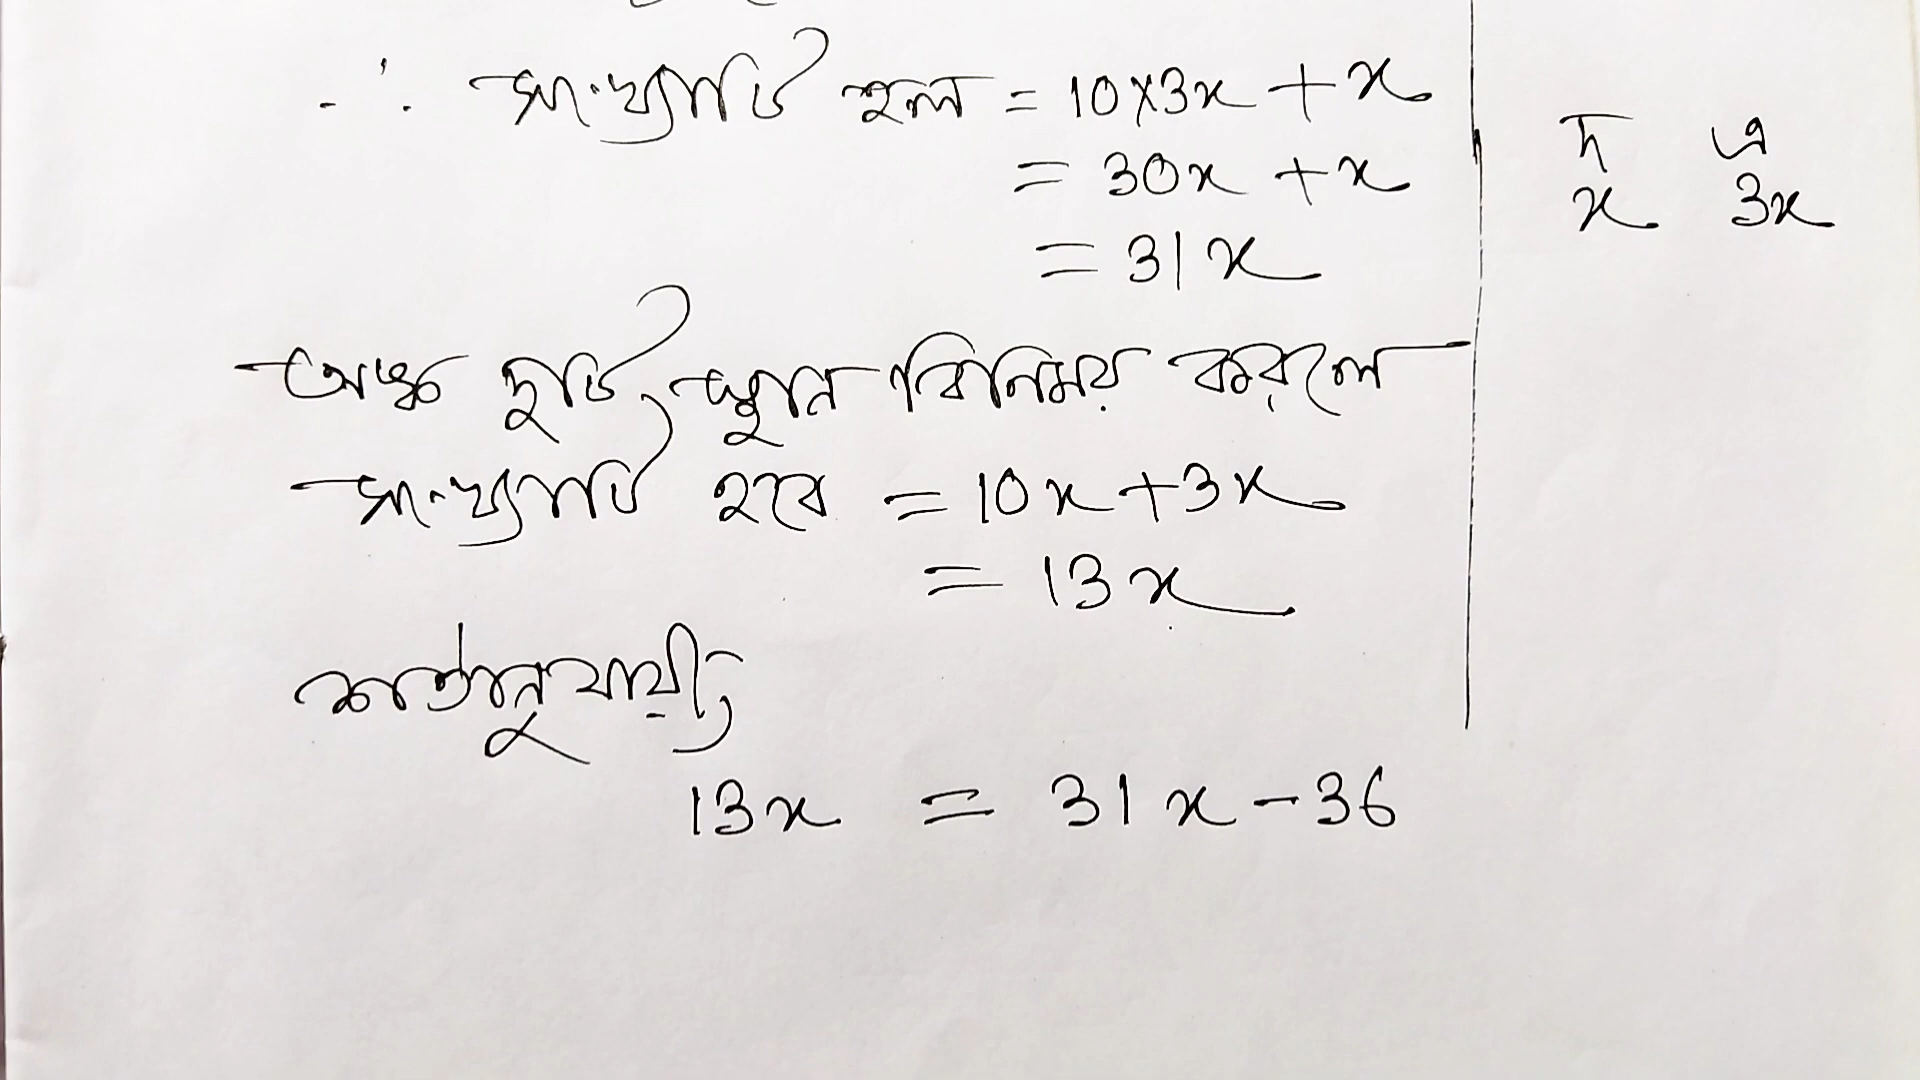 ∴ সংখ্যাটি হল = 10×3x + x
= 30x + x
= 31x
অঙ্ক দুটি স্থান বিনিময় করলে
সংখ্যাটি হবে = 10x + 3x
= 13x
শর্তানুযায়ী,
13x = 31x - 36
দ এ
x 3x